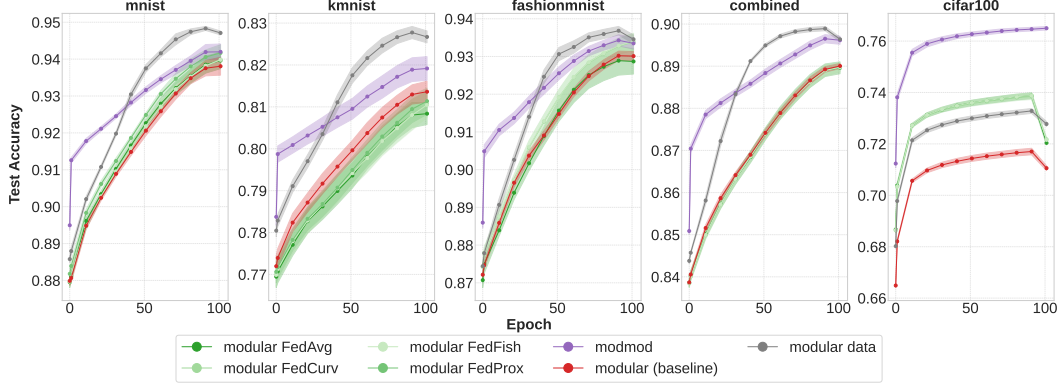 mnist
kmnist
fashionmnist
combined
cifar100
Test Accuracy
0.95
0.94
0.93
0.92
0.91
0.90
0.89
0.88
0.83
0.82
0.81
0.80
0.79
0.78
0.77
0.94
0.93
0.92
0.91
0.90
0.89
0.88
0.87
0.90
0.89
0.88
0.87
0.86
0.85
0.84
0.76
0.74
0.72
0.70
0.68
0.66
0 50 100
0 50 100
0 50 100
0 50 100
0 50 100
Epoch
modular FedAvg
modular FedFish
modmod
modular data
modular FedCurv
modular FedProx
modular (baseline)